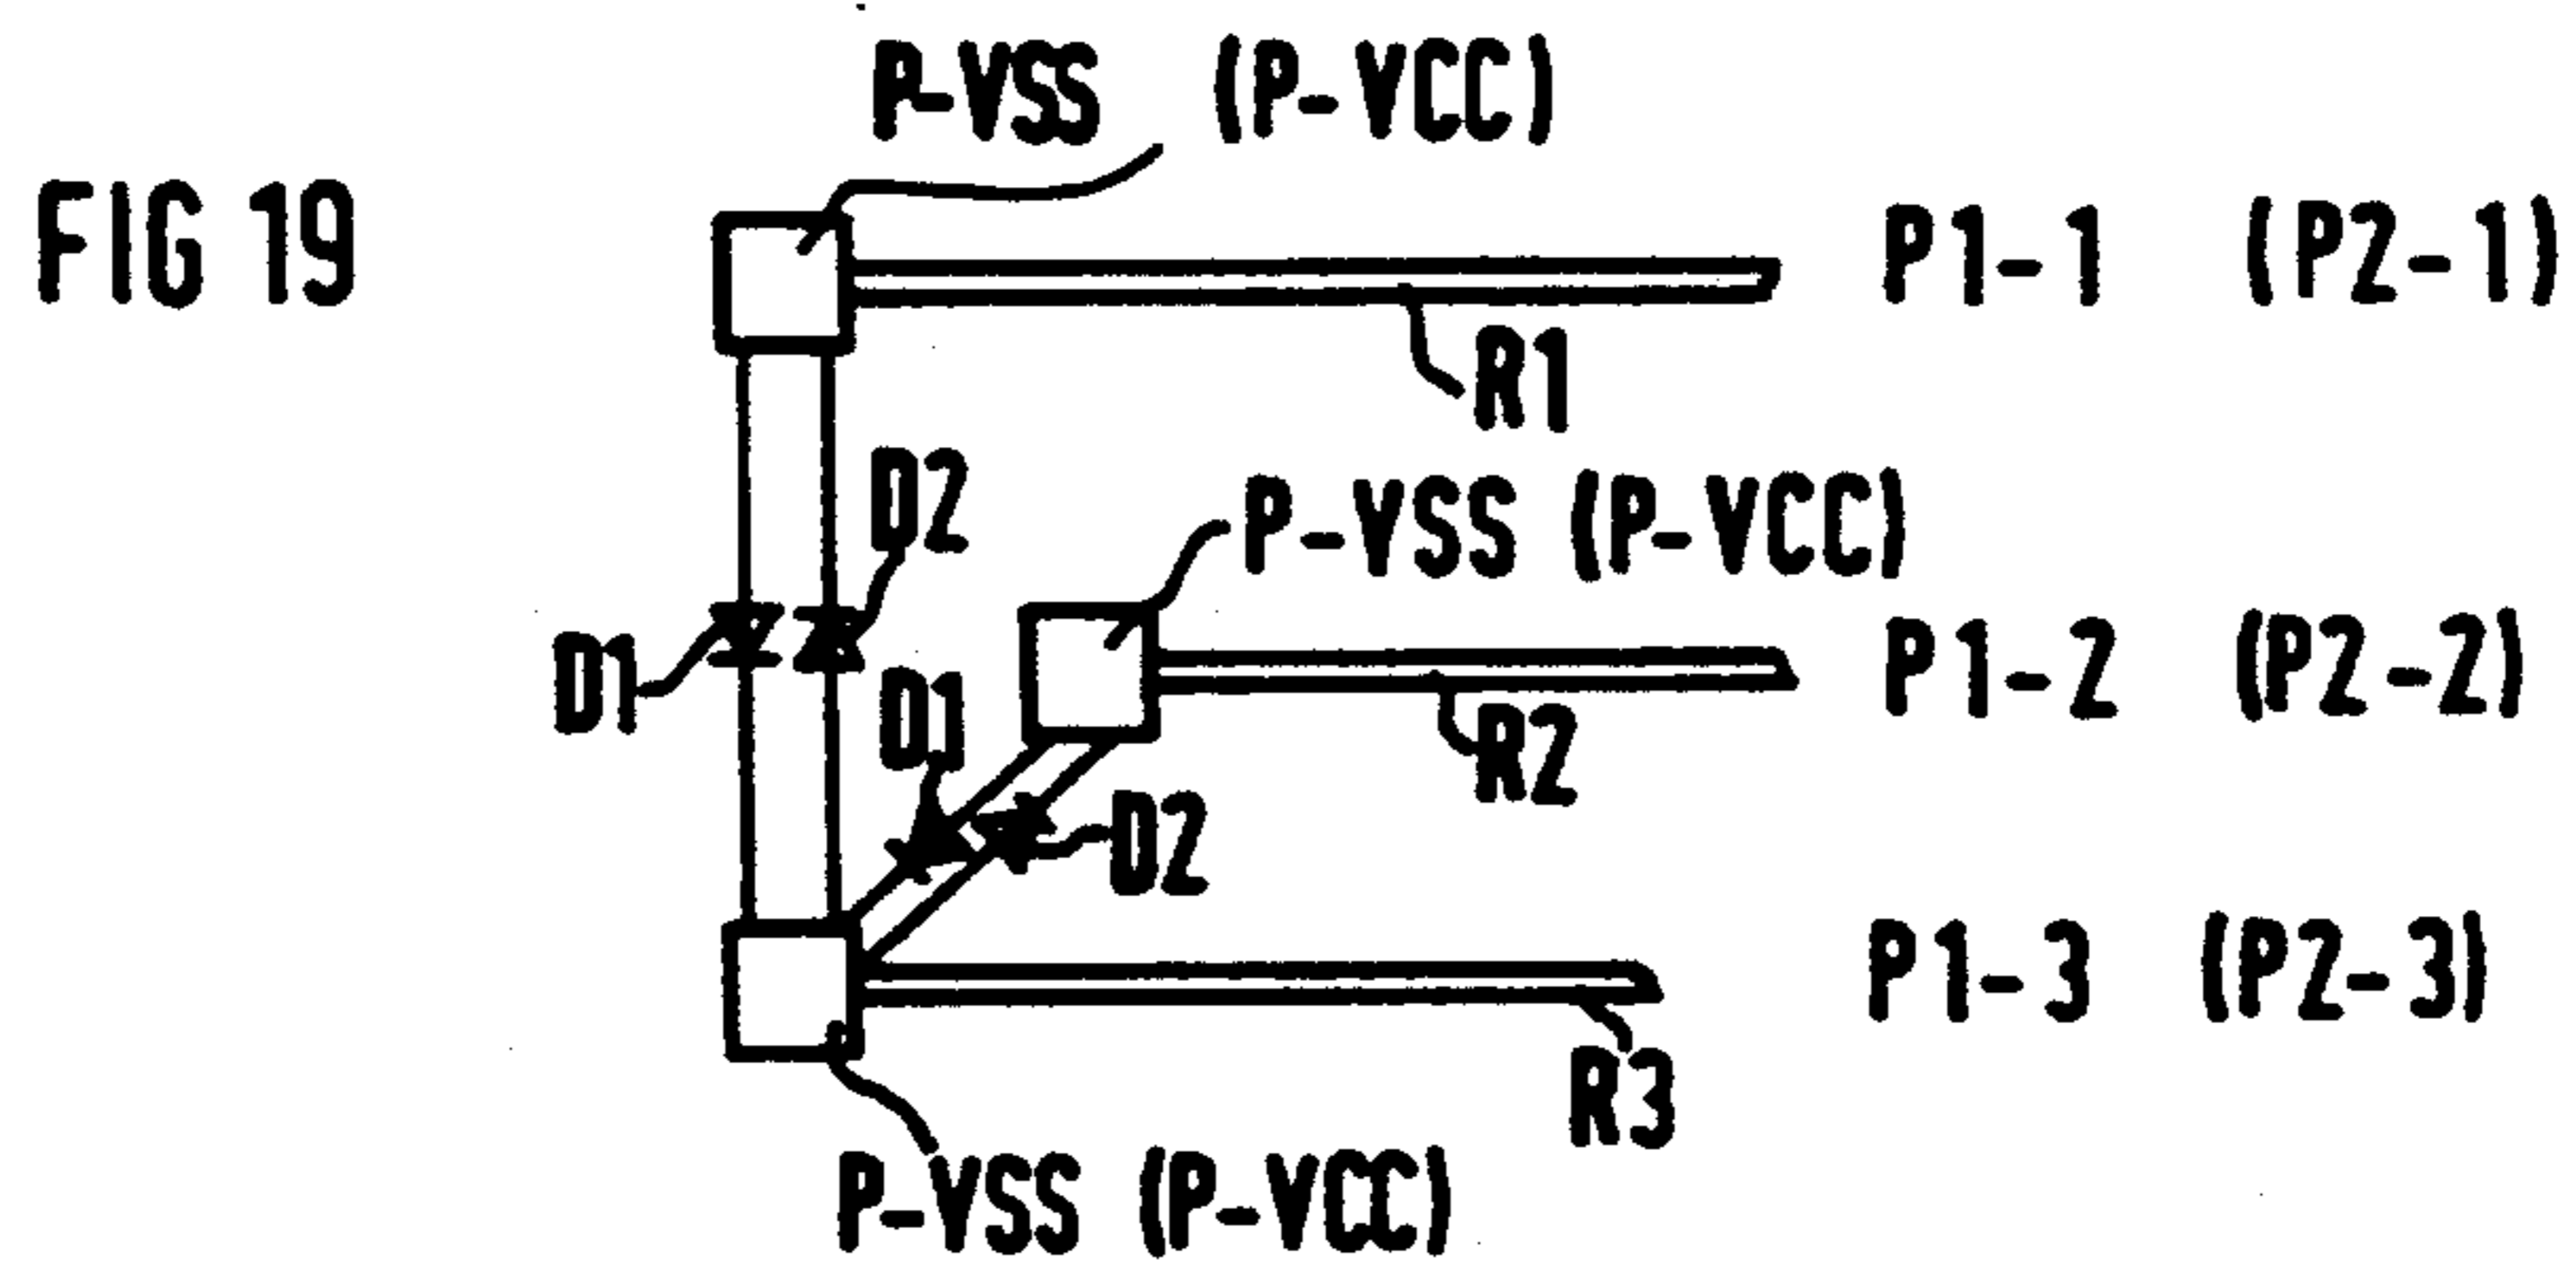 P-VSS (P-VCC)
FIG 19
P1-1 (P2-1)
R1
D2
P-VSS (P-VCC)
D1
P1-2 (P2-2)
D1
R2
D2
P1-3 (P2-3)
R3
P-VSS (P-VCC)